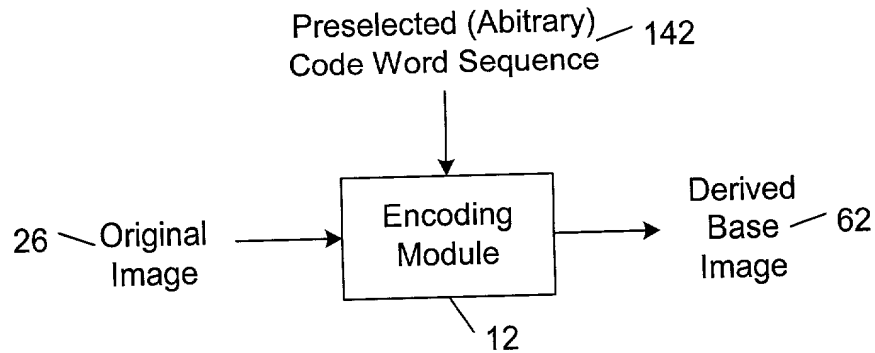 Preselected (Abitrary)
Code Word Sequence
142
26
Original
Image
Encoding
Module
12
Derived
Base
Image
62